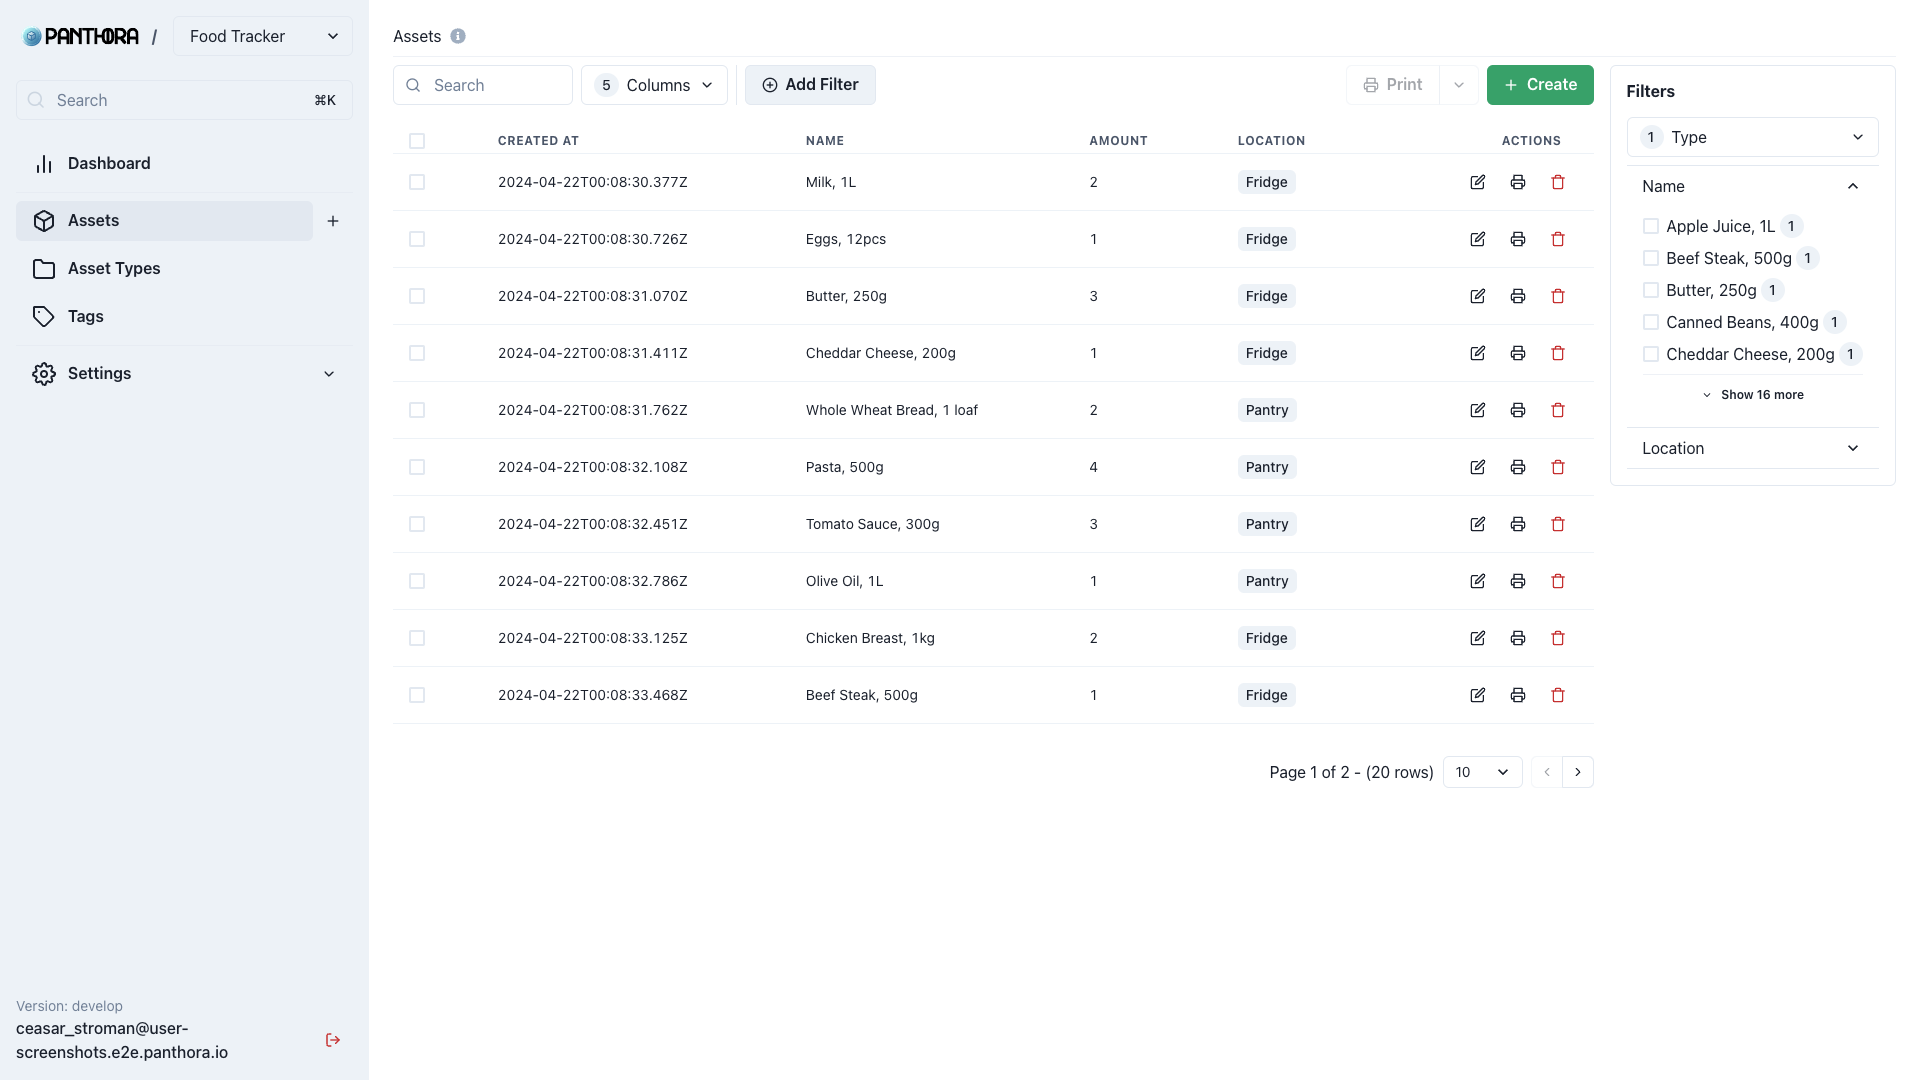 PANTHORA / Food Tracker
Search ⌘K
Dashboard
Assets
Asset Types
Tags
Settings
Version: develop
ceasar_stroman@user-
screenshots.e2e.panthora.io
Assets
Search 5 Columns Add Filter Print Create
CREATED AT NAME AMOUNT LOCATION ACTIONS
2024-04-22T00:08:30.377Z Milk, 1L 2 Fridge
2024-04-22T00:08:30.726Z Eggs, 12pcs 1 Fridge
2024-04-22T00:08:31.070Z Butter, 250g 3 Fridge
2024-04-22T00:08:31.411Z Cheddar Cheese, 200g 1 Fridge
2024-04-22T00:08:31.762Z Whole Wheat Bread, 1 loaf 2 Pantry
2024-04-22T00:08:32.108Z Pasta, 500g 4 Pantry
2024-04-22T00:08:32.451Z Tomato Sauce, 300g 3 Pantry
2024-04-22T00:08:32.786Z Olive Oil, 1L 1 Pantry
2024-04-22T00:08:33.125Z Chicken Breast, 1kg 2 Fridge
2024-04-22T00:08:33.468Z Beef Steak, 500g 1 Fridge
Page 1 of 2 - (20 rows) 10
Filters
1 Type
Name
Apple Juice, 1L 1
Beef Steak, 500g 1
Butter, 250g 1
Canned Beans, 400g 1
Cheddar Cheese, 200g 1
Show 16 more
Location